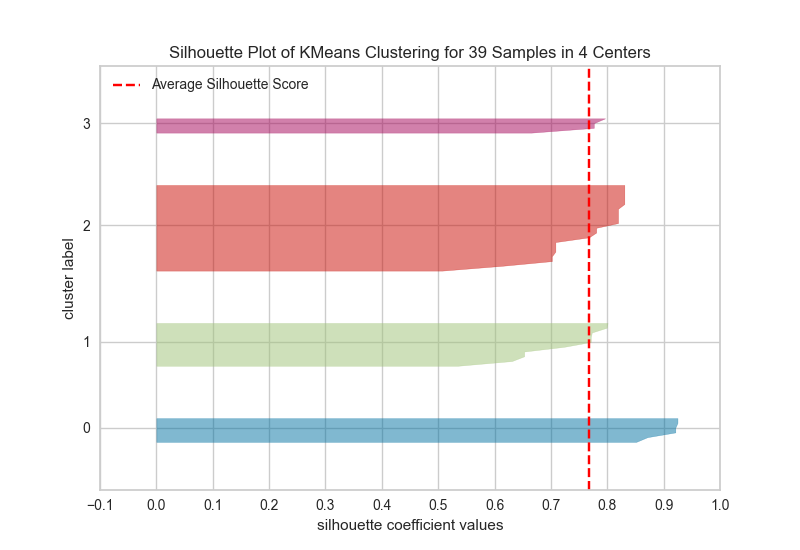 Silhouette Plot of KMeans Clustering for 39 Samples in 4 Centers
Average Silhouette Score
3
2
1
0
cluster label
−0.1 0.0 0.1 0.2 0.3 0.4 0.5 0.6 0.7 0.8 0.9 1.0
silhouette coefficient values